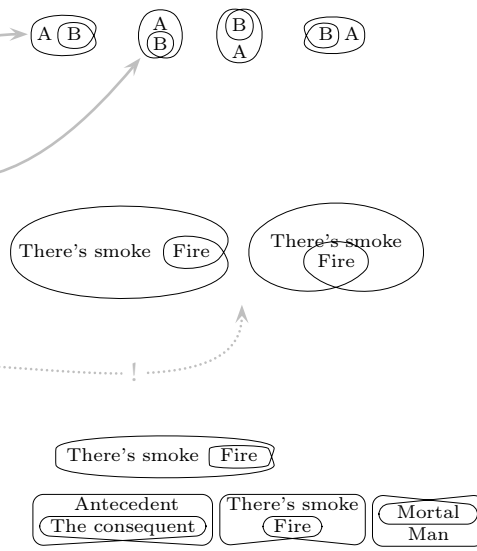 A B A B B A B A
There's smoke Fire There's smoke Fire
!
There's smoke Fire
Antecedent The consequent
There's smoke Fire
Mortal Man